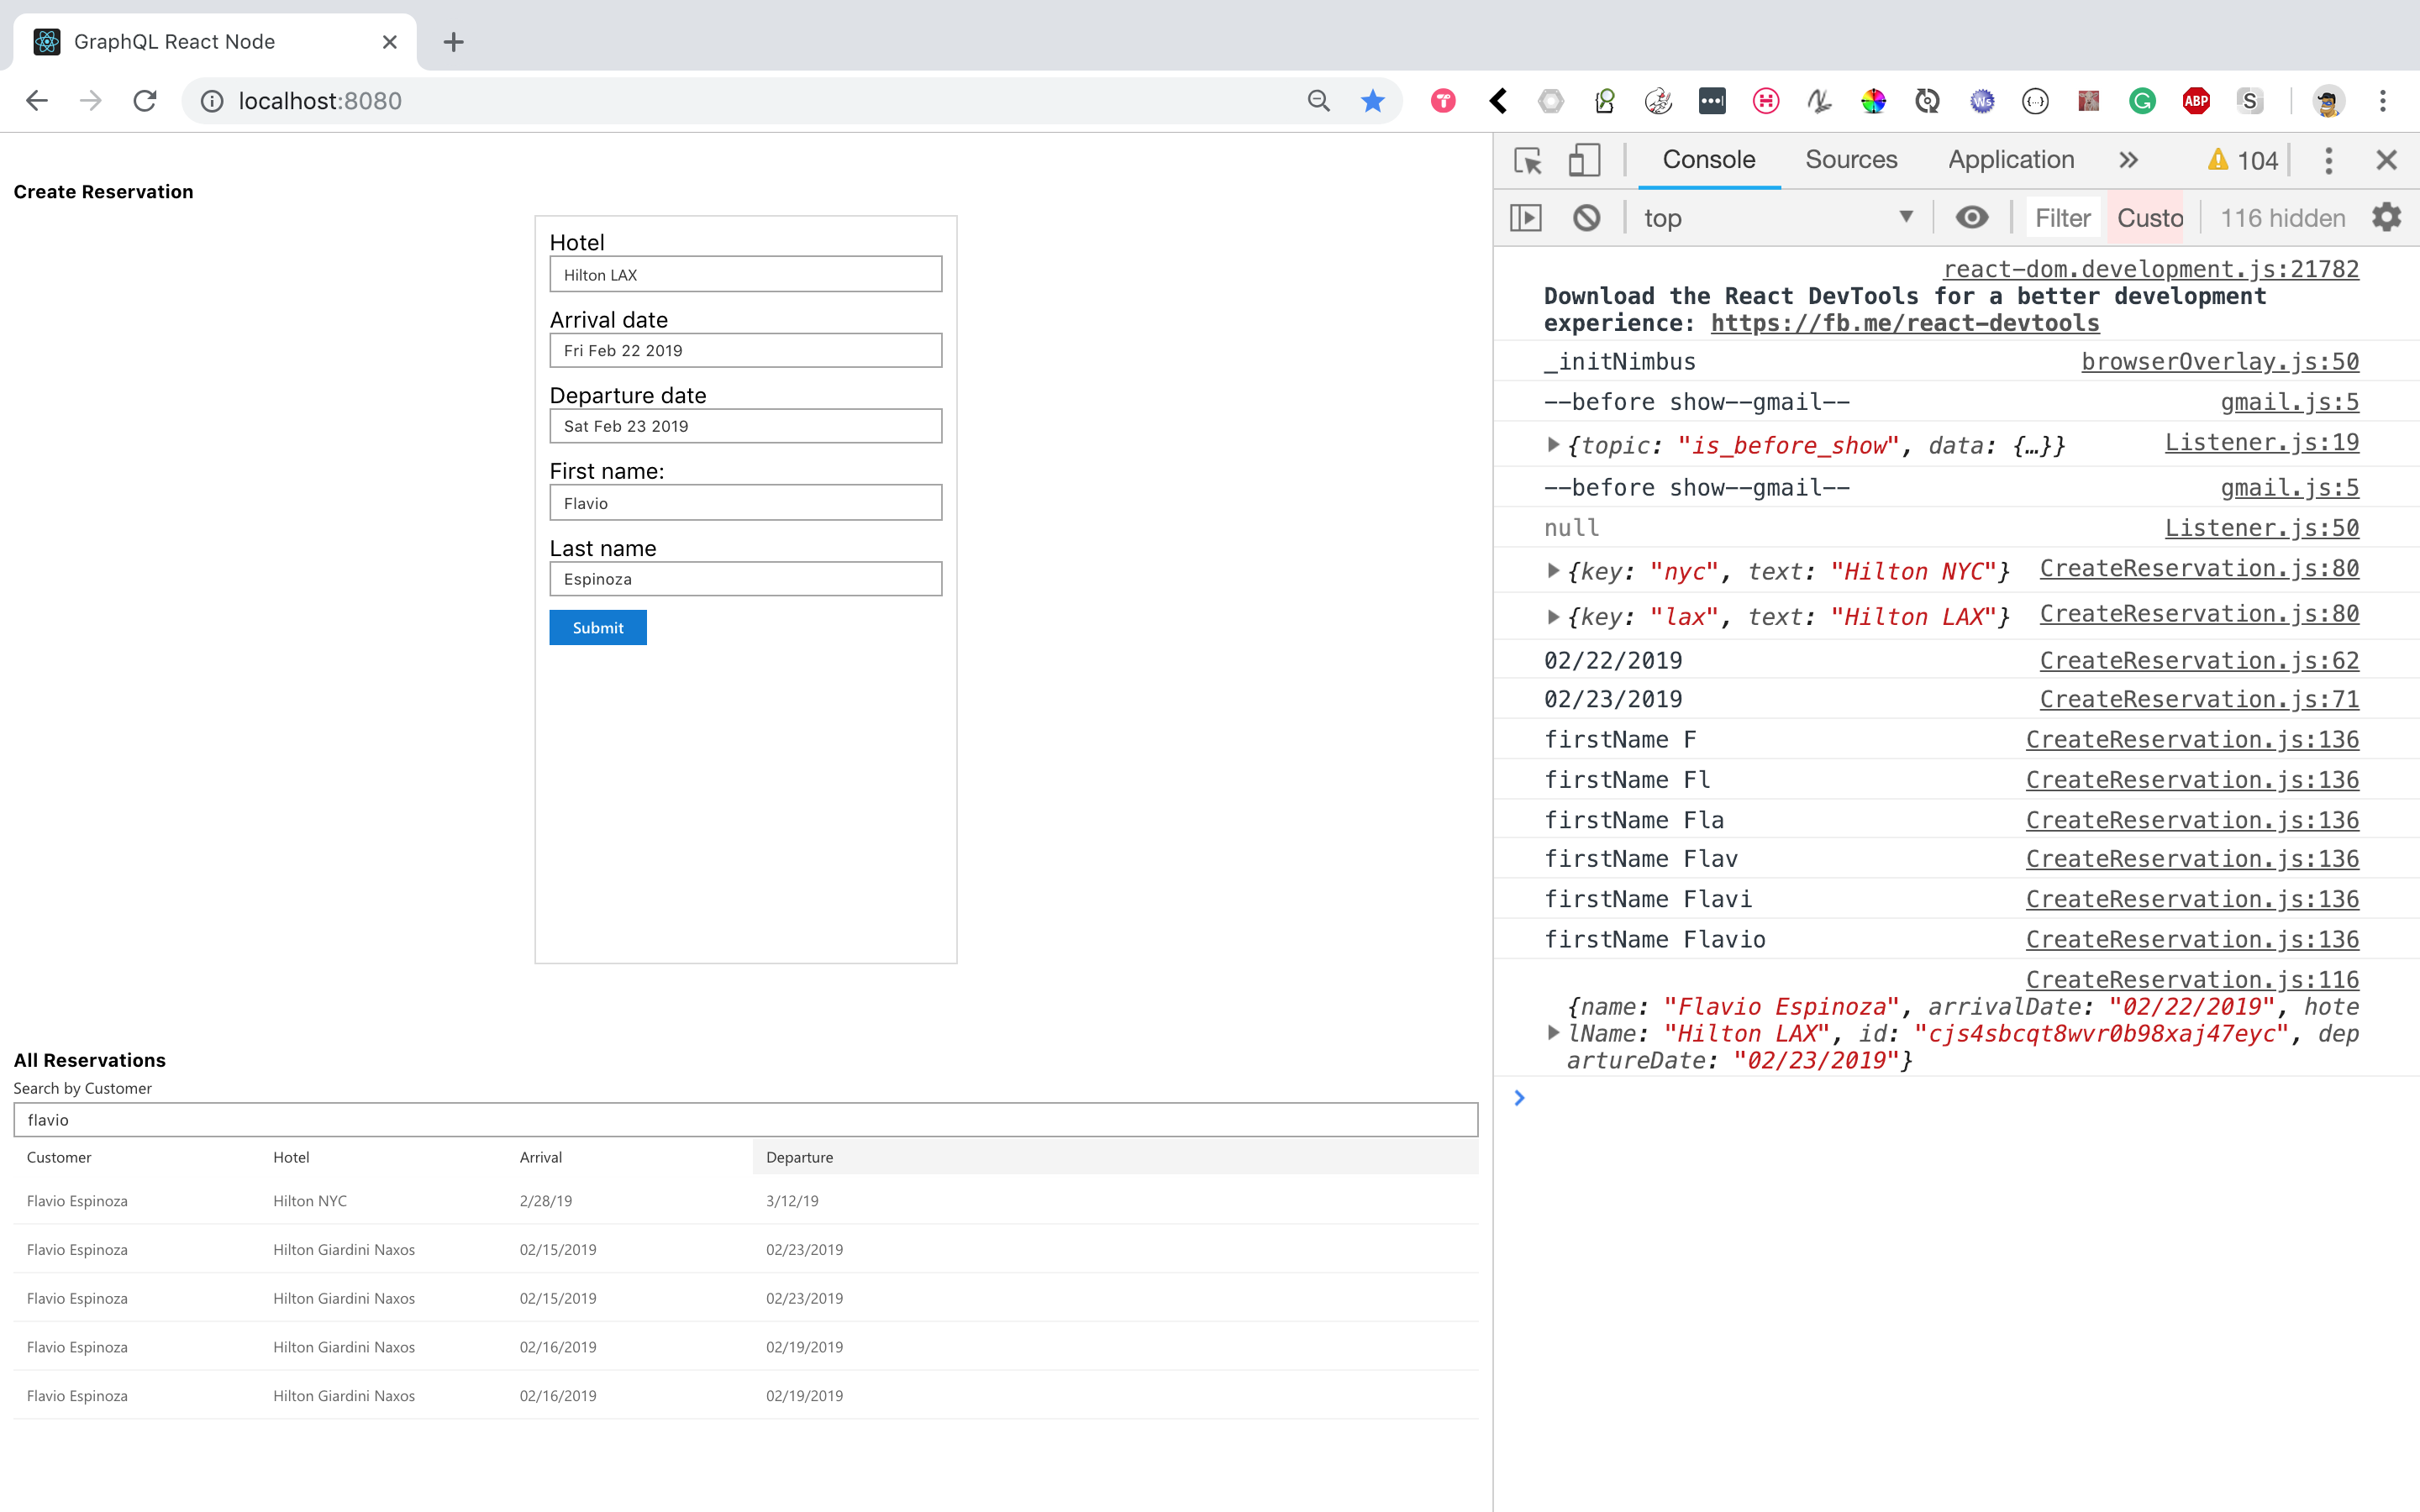 GraphQL React Node
localhost:8080
Create Reservation
Hotel
Hilton LAX
Arrival date
Fri Feb 22 2019
Departure date
Sat Feb 23 2019
First name:
Flavio
Last name
Espinoza
Submit
All Reservations
Search by Customer
flavio
Customer Hotel Arrival Departure
Flavio Espinoza Hilton NYC 2/28/19 3/12/19
Flavio Espinoza Hilton Giardini Naxos 02/15/2019 02/23/2019
Flavio Espinoza Hilton Giardini Naxos 02/15/2019 02/23/2019
Flavio Espinoza Hilton Giardini Naxos 02/16/2019 02/19/2019
Flavio Espinoza Hilton Giardini Naxos 02/16/2019 02/19/2019
Console Sources Application 104
top Filter Custo 116 hidden
react-dom.development.js:21782
Download the React DevTools for a better development
experience: https://fb.me/react-devtools
_initNimbus browserOverlay.js:50
--before show--gmail-- gmail.js:5
{topic: "is_before_show", data: {…}} Listener.js:19
--before show--gmail-- gmail.js:5
null Listener.js:50
{key: "nyc", text: "Hilton NYC"} CreateReservation.js:80
{key: "lax", text: "Hilton LAX"} CreateReservation.js:80
02/22/2019 CreateReservation.js:62
02/23/2019 CreateReservation.js:71
firstName F CreateReservation.js:136
firstName Fl CreateReservation.js:136
firstName Fla CreateReservation.js:136
firstName Flav CreateReservation.js:136
firstName Flavi CreateReservation.js:136
firstName Flavio CreateReservation.js:136
CreateReservation.js:116
{name: "Flavio Espinoza", arrivalDate: "02/22/2019", hote
lName: "Hilton LAX", id: "cjs4sbcqt8wvr0b98xaj47eyc", dep
artureDate: "02/23/2019"}